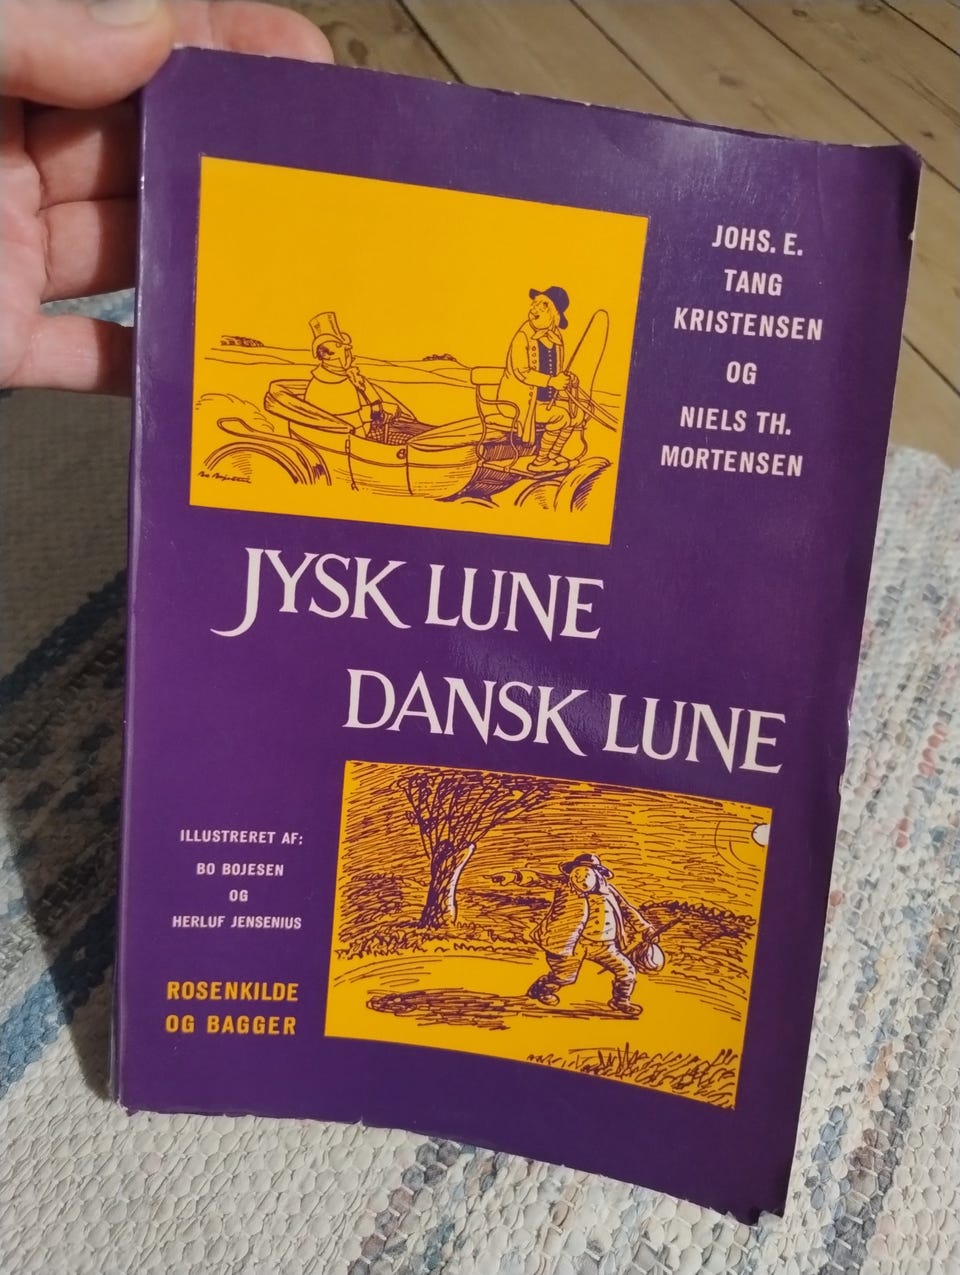 JOHS. E.
TANG
KRISTENSEN
OG
NIELS TH.
MORTENSEN
JYSK LUNE
DANSK LUNE
ILLUSTRERET AF:
BO BOJESEN
OG
HERLUF JENSENIUS
ROSENKILDE
OG BAGGER